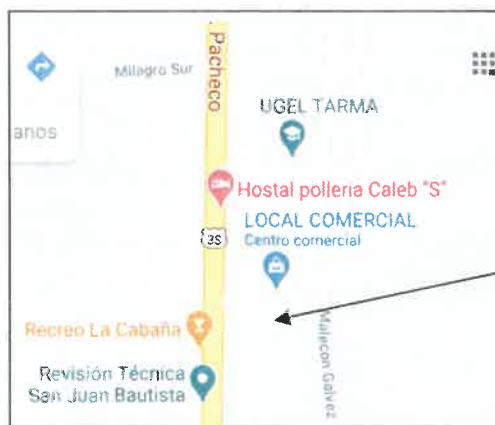 Pacheco
Milagro Sur
anos
UGEL TARMA
Hostal polleria Caleb "S"
LOCAL COMERCIAL
Centro comercial
3S
Recreo La Cabaña
Malecon Galvez
Revisión Técnica
San Juan Bautista